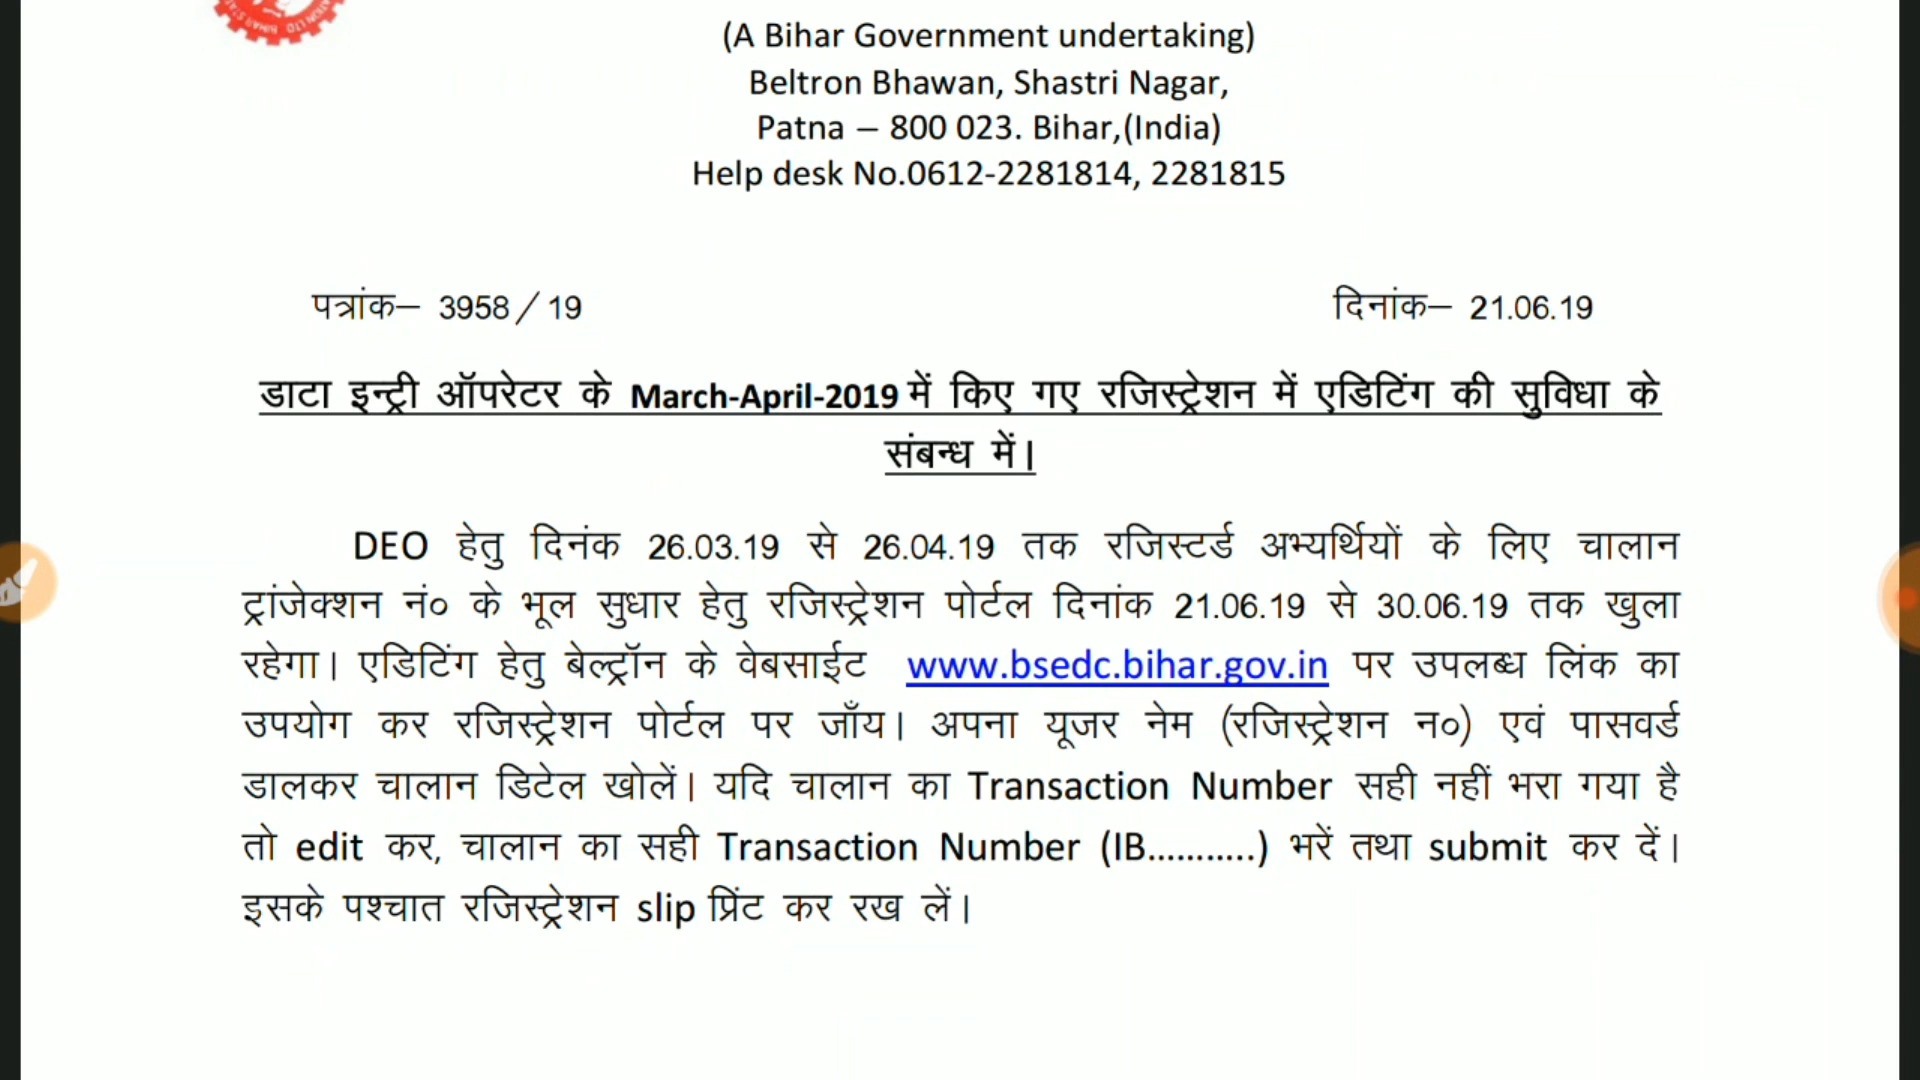 (A Bihar Government undertaking)
Beltron Bhawan, Shastri Nagar,
Patna – 800 023. Bihar,(India)
Help desk No.0612-2281814, 2281815
पत्रांक– 3958 / 19 दिनांक– 21.06.19
डाटा इन्ट्री ऑपरेटर के March-April-2019 में किए गए रजिस्ट्रेशन में एडिटिंग की सुविधा के
संबन्ध में।
DEO हेतु दिनंक 26.03.19 से 26.04.19 तक रजिस्टर्ड अभ्यर्थियों के लिए चालान
ट्रांजेक्शन नं० के भूल सुधार हेतु रजिस्ट्रेशन पोर्टल दिनांक 21.06.19 से 30.06.19 तक खुला
रहेगा। एडिटिंग हेतु बेल्ट्रॉन के वेबसाईट www.bsedc.bihar.gov.in पर उपलब्ध लिंक का
उपयोग कर रजिस्ट्रेशन पोर्टल पर जाँय। अपना यूजर नेम (रजिस्ट्रेशन न०) एवं पासवर्ड
डालकर चालान डिटेल खोलें। यदि चालान का Transaction Number सही नहीं भरा गया है
तो edit कर, चालान का सही Transaction Number (IB...........) भरें तथा submit कर दें।
इसके पश्चात रजिस्ट्रेशन slip प्रिंट कर रख लें।